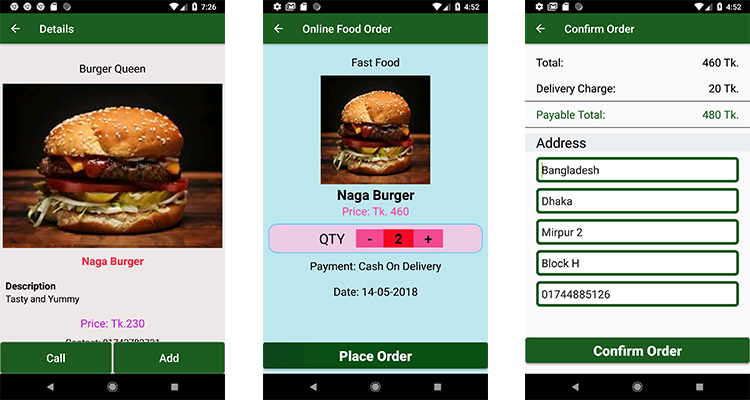 7:26
Details
Burger Queen
Naga Burger
Description
Tasty and Yummy
Price: Tk.230
Call
Add
4:52
Online Food Order
Fast Food
Naga Burger
Price: Tk. 460
QTY - 2 +
Payment: Cash On Delivery
Date: 14-05-2018
Place Order
4:52
Confirm Order
Total: 460 Tk.
Delivery Charge: 20 Tk.
Payable Total: 480 Tk.
Address
Bangladesh
Dhaka
Mirpur 2
Block H
01744885126
Confirm Order